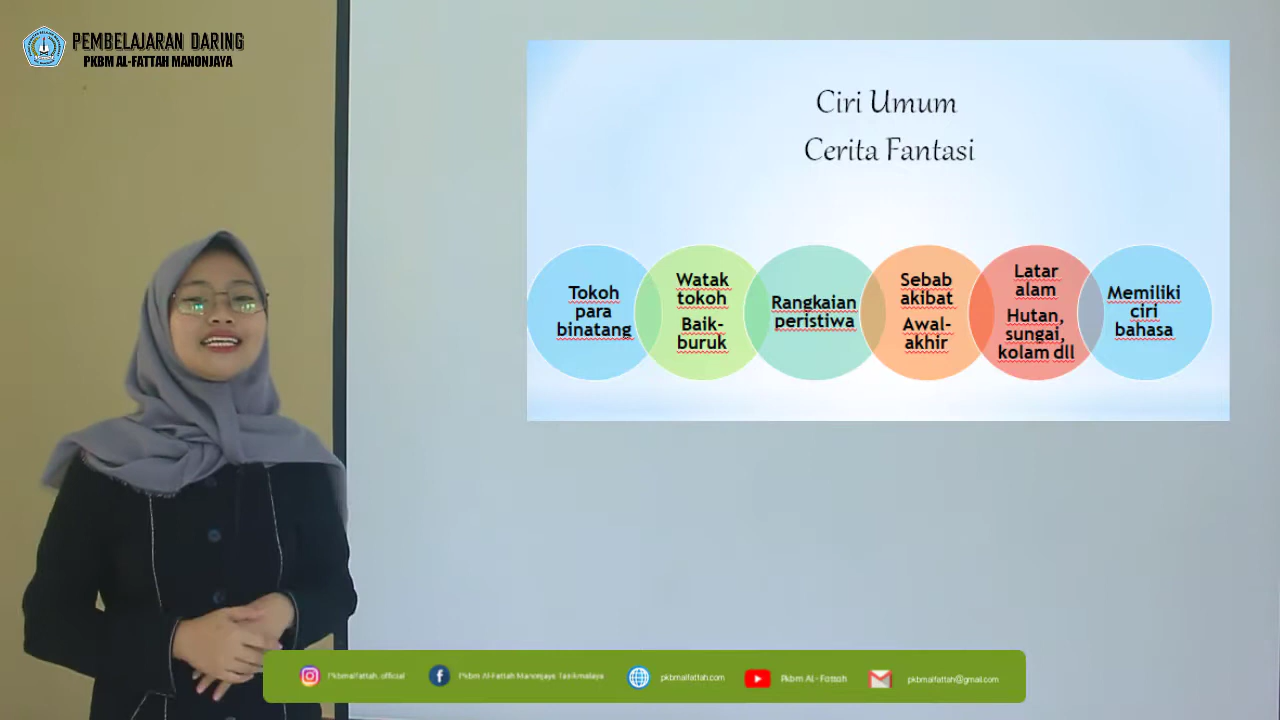 PEMBELAJARAN DARING
PKBM AL-FATTAH MANONJAYA
Ciri Umum
Cerita Fantasi
Tokoh
para
binatang
Watak
tokoh
Baik-
buruk
Rangkaian
peristiwa
Sebab
akibat
Awal-
akhir
Latar
alam
Hutan,
sungai,
kolam dll
Memiliki
ciri
bahasa
Pkbmalfattah. official
Pkbm Al-Fattah Manonjaya Tasikmalaya
pkbmalfattah.com
Pkbm Al - Fattah
pkbmalfattah@gmail.com